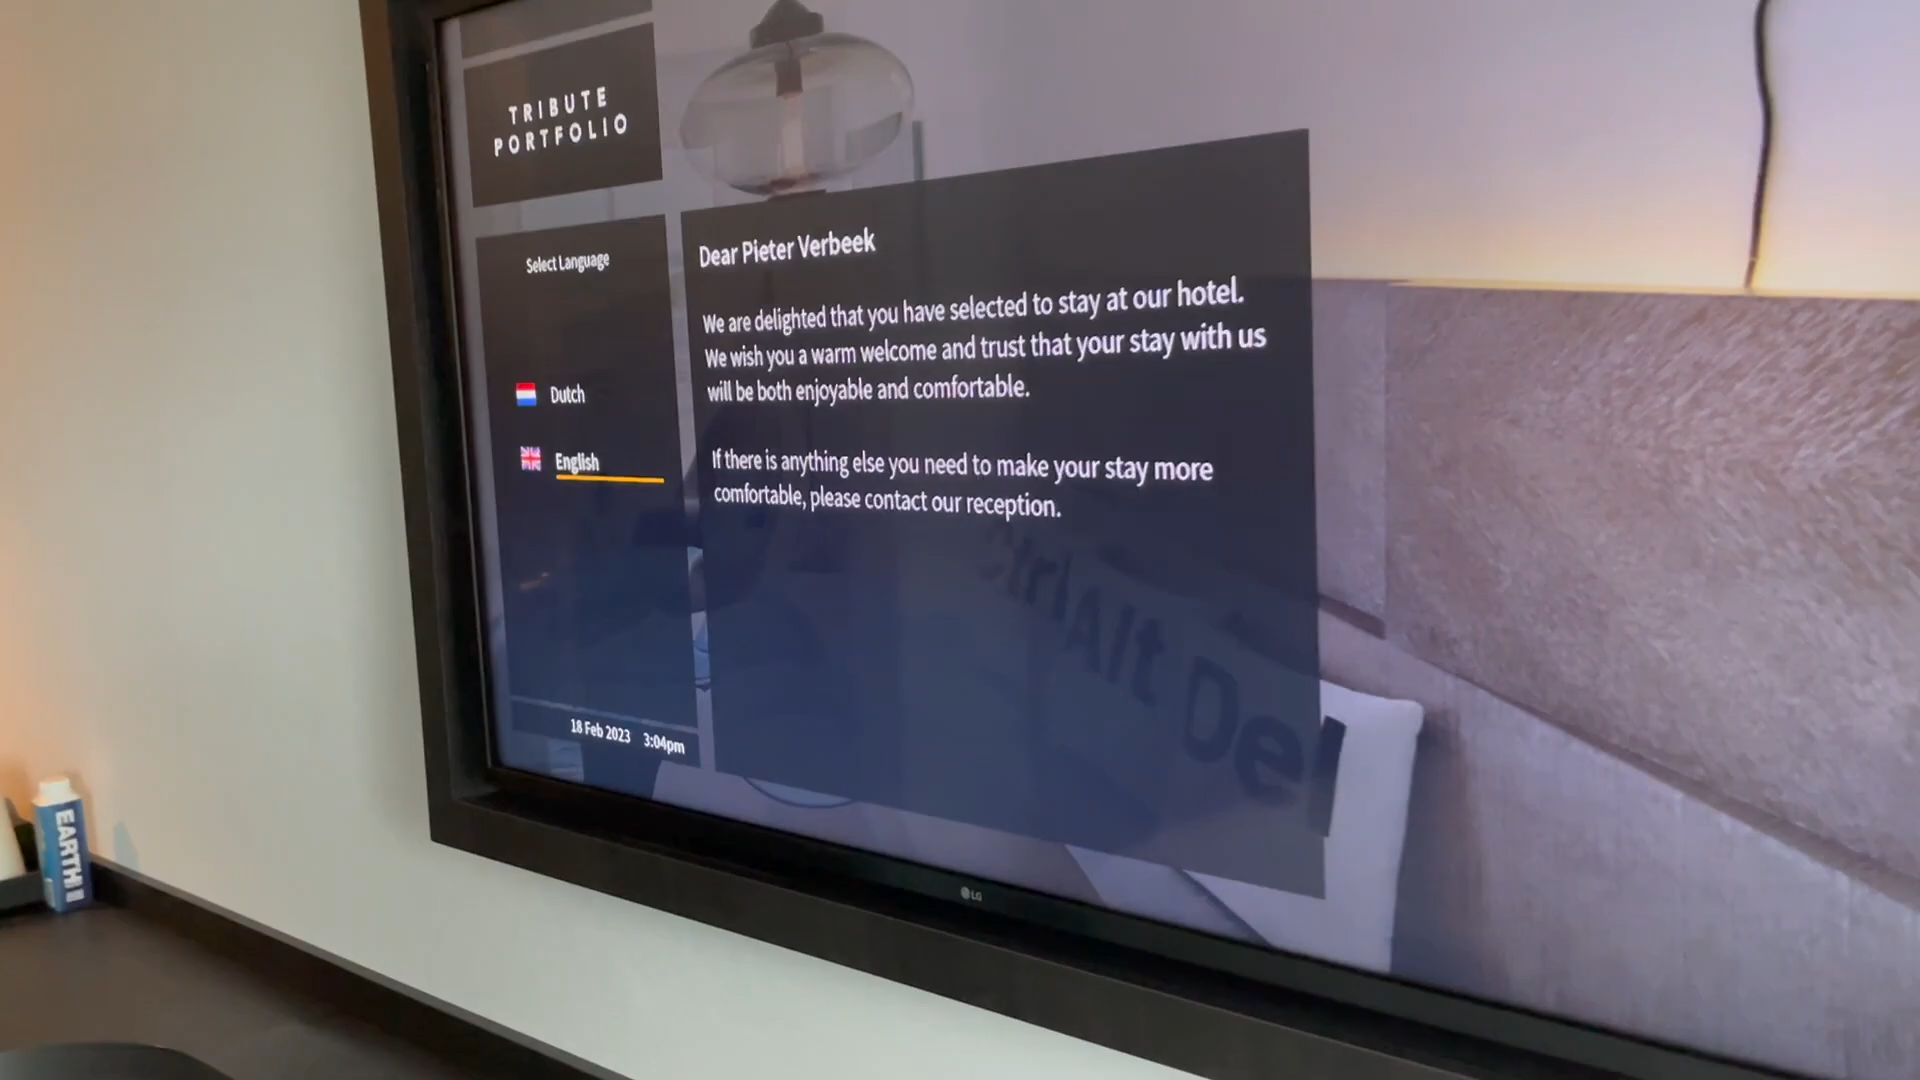 TRIBUTE
PORTFOLIO
Select Language
Dutch
English
18 Feb 2023 3:04pm
Dear Pieter Verbeek
We are delighted that you have selected to stay at our hotel.
We wish you a warm welcome and trust that your stay with us
will be both enjoyable and comfortable.
If there is anything else you need to make your stay more
comfortable, please contact our reception.
Ctrl Alt Del
LG
EARTH